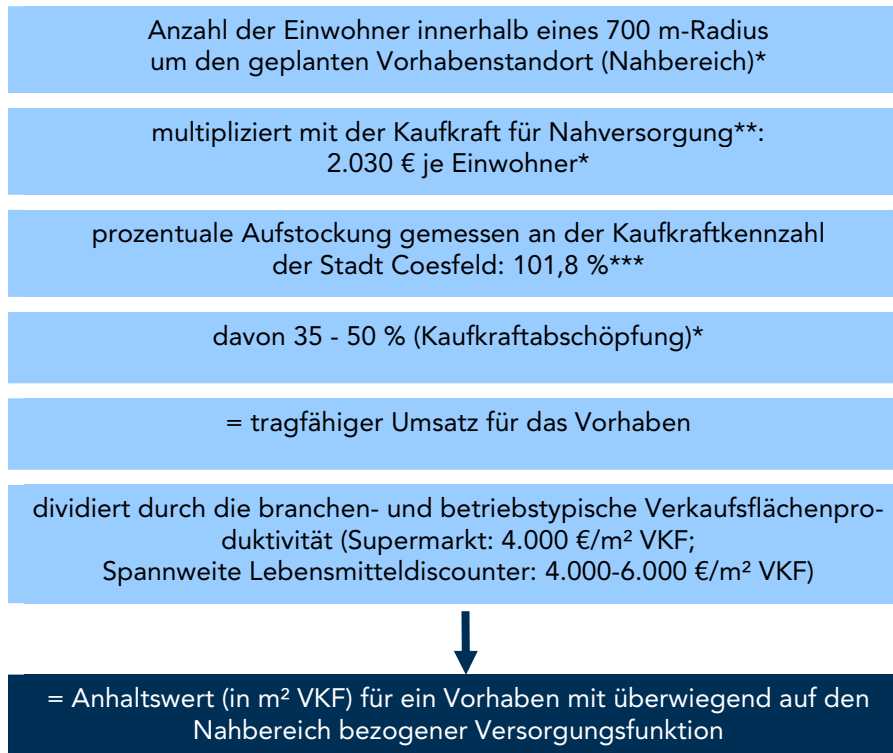 Anzahl der Einwohner innerhalb eines 700 m-Radius
um den geplanten Vorhabenstandort (Nahbereich)*
multipliziert mit der Kaufkraft für Nahversorgung**:
2.030 € je Einwohner*
prozentuale Aufstockung gemessen an der Kaufkraftkennzahl
der Stadt Coesfeld: 101,8 %***
davon 35 - 50 % (Kaufkraftabschöpfung)*
= tragfähiger Umsatz für das Vorhaben
dividiert durch die branchen- und betriebstypische Verkaufsflächenpro-
duktivität (Supermarkt: 4.000 €/m² VKF;
Spannweite Lebensmitteldiscounter: 4.000-6.000 €/m² VKF)
= Anhaltswert (in m² VKF) für ein Vorhaben mit überwiegend auf den
Nahbereich bezogener Versorgungsfunktion